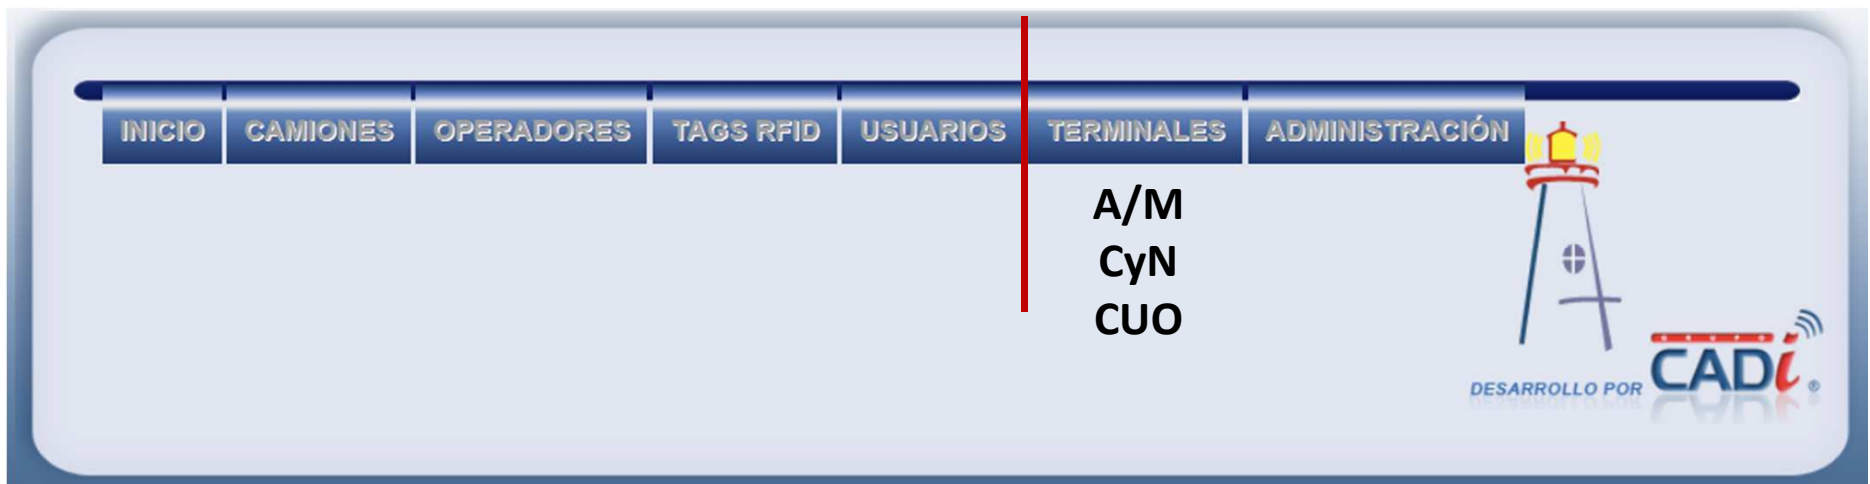 INICIO CAMIONES OPERADORES TAGS RFID USUARIOS TERMINALES ADMINISTRACIÓN
A/M
CyN
CUO
DESARROLLO POR CADi ®